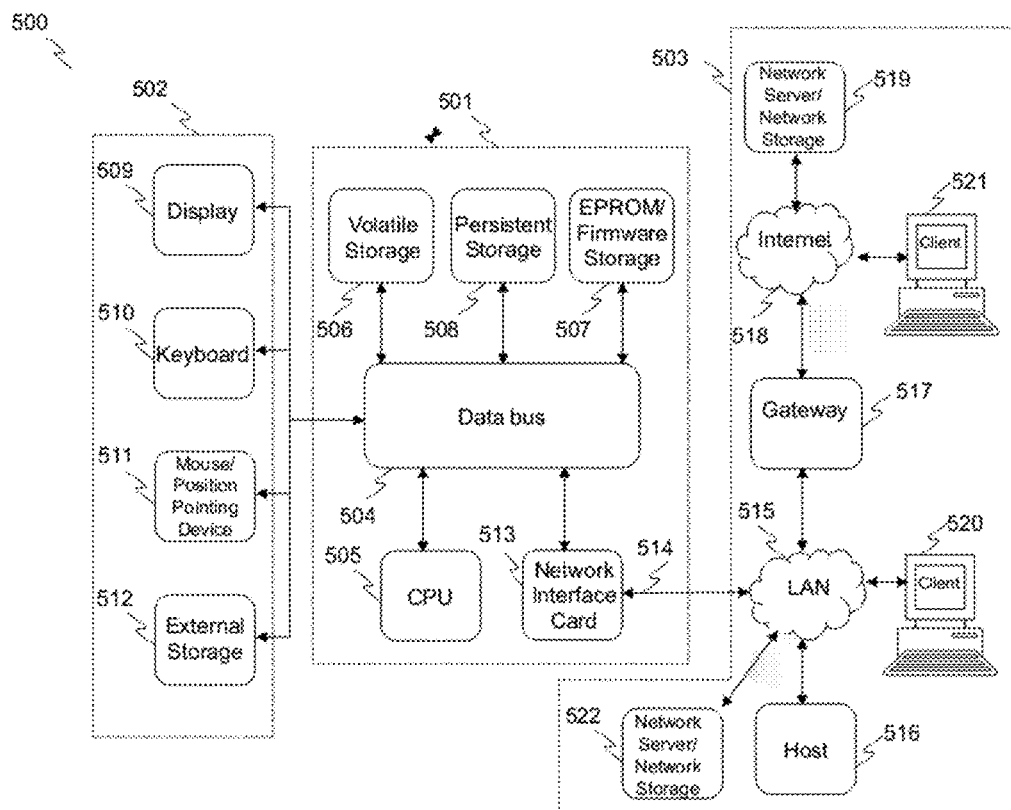 500
502
509
Display
510
Keyboard
511
Mouse/
Position
Pointing
Device
512
External
Storage
501
Volatile
Storage
506
Persistent
Storage
508
EPROM/
Firmware
Storage
507
Data bus
504
505
CPU
513
Network
Interface
Card
514
503
Network
Server/
Network
Storage
519
Internet
518
521
Client
Gateway
517
515
LAN
520
Client
522
Network
Server/
Network
Storage
Host
516